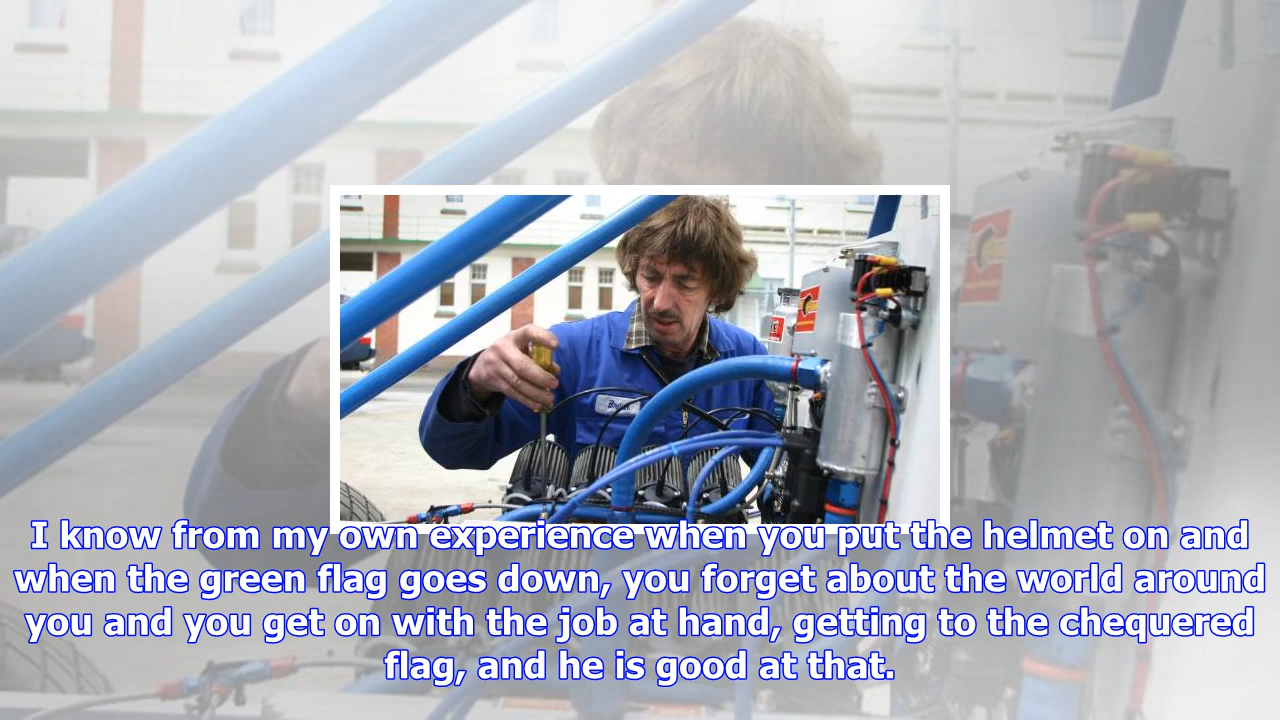 I know from my own experience when you put the helmet on and
when the green flag goes down, you forget about the world around
you and you get on with the job at hand, getting to the chequered
flag, and he is good at that.